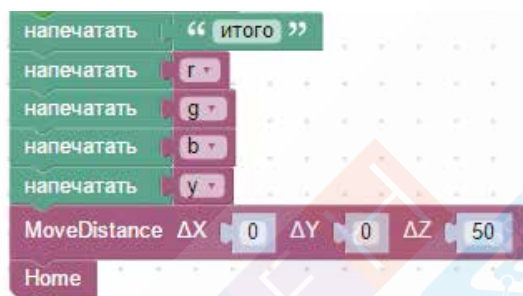 напечатать “ итого ”
напечатать r
напечатать g
напечатать b
напечатать y
MoveDistance ΔX 0 ΔY 0 ΔZ 50
Home